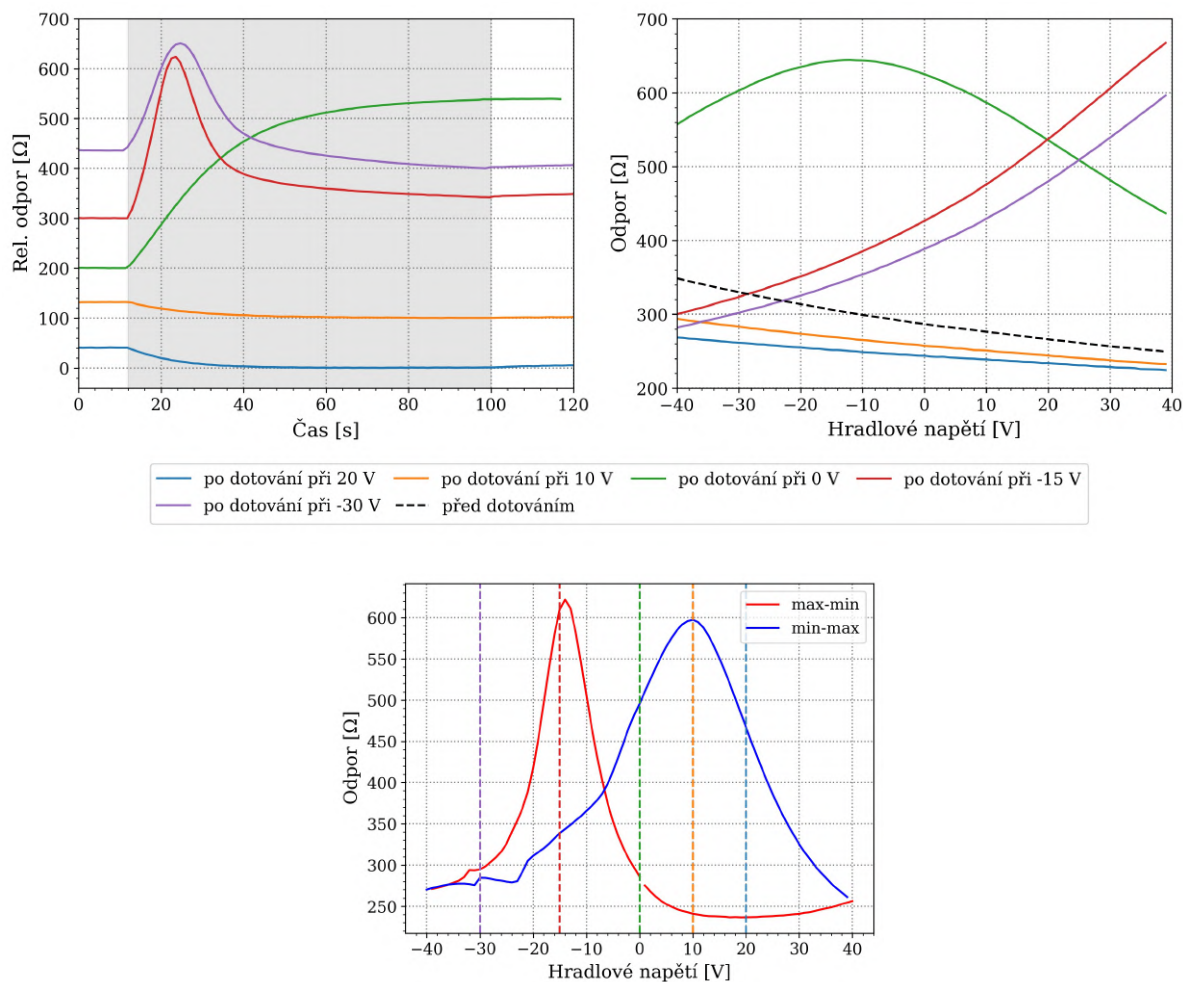 700
600
500
400
300
200
100
0
Rel. odpor [Ω]
0 20 40 60 80 100 120
Čas [s]
700
600
500
400
300
200
Odpor [Ω]
−40 −30 −20 −10 0 10 20 30 40
Hradlové napětí [V]
po dotování při 20 V po dotování při 10 V po dotování při 0 V po dotování při -15 V
po dotování při -30 V před dotováním
600
550
500
450
400
350
300
250
Odpor [Ω]
max-min
min-max
−40 −30 −20 −10 0 10 20 30 40
Hradlové napětí [V]